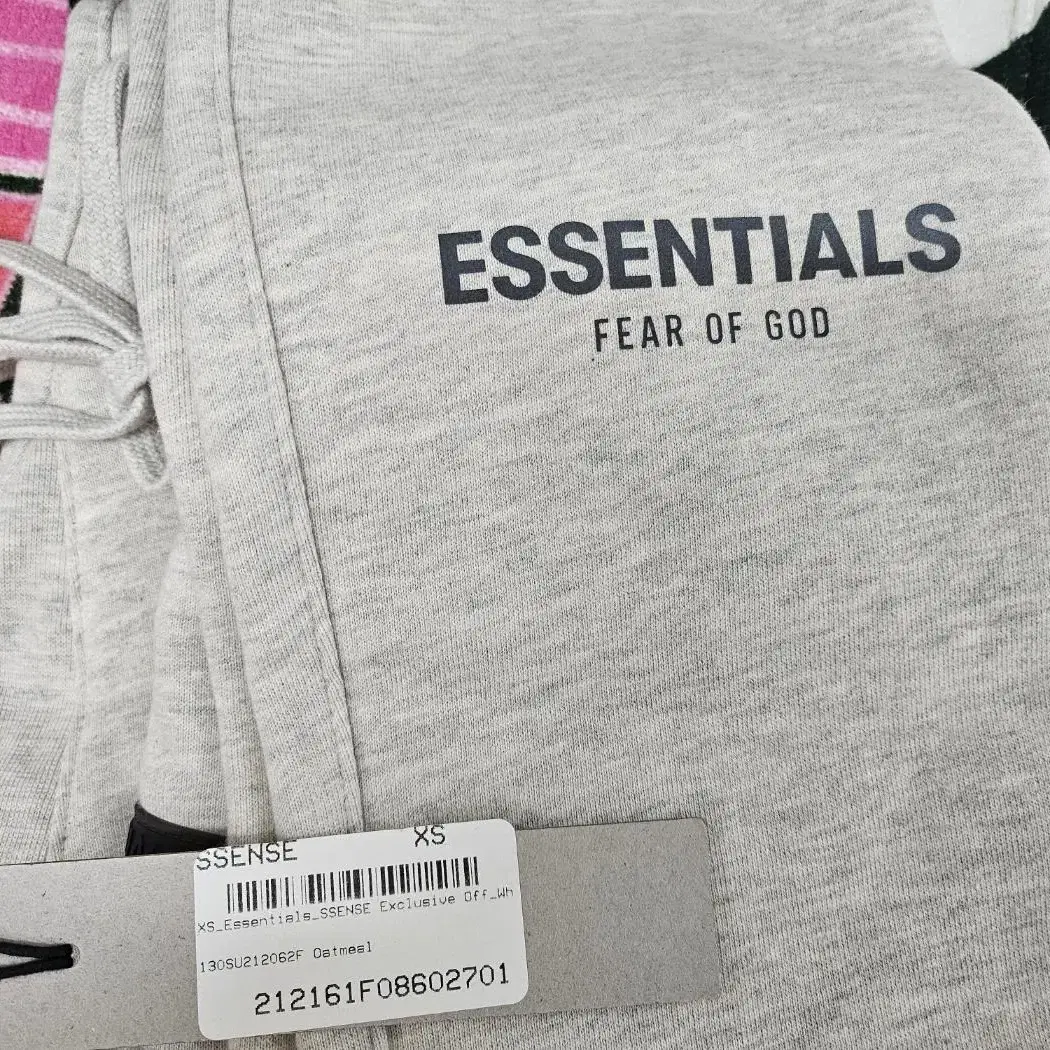 ESSENTIALS
FEAR OF GOD
SSENSE XS
XS_Essentials_SSENSE Exclusive Off_Wh
130SU212062F Oatmeal
212161F08602701